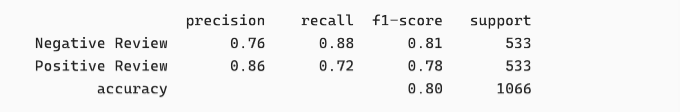 precision recall f1-score support
Negative Review 0.76 0.88 0.81 533
Positive Review 0.86 0.72 0.78 533
accuracy 0.80 1066